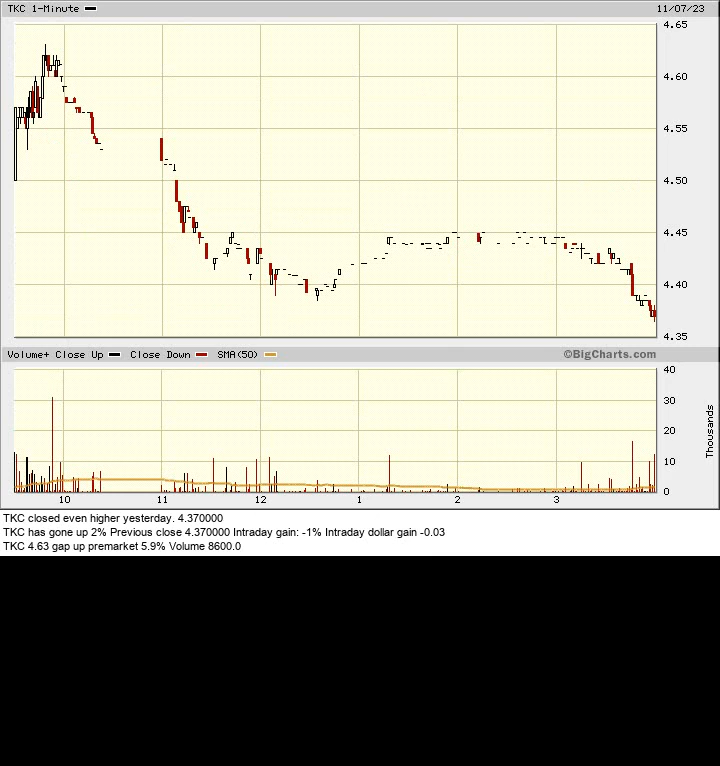 TKC 1-Minute 11/07/23
4.65
4.60
4.55
4.50
4.45
4.40
4.35
Volume+ Close Up Close Down SMA(50) ©BigCharts.com
40
30
20
10
0
Thousands
10 11 12 1 2 3
TKC closed even higher yesterday. 4.370000
TKC has gone up 2% Previous close 4.370000 Intraday gain: -1% Intraday dollar gain -0.03
TKC 4.63 gap up premarket 5.9% Volume 8600.0